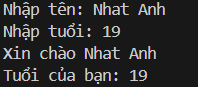 Nhập tên: Nhat Anh
Nhập tuổi: 19
Xin chào Nhat Anh
Tuổi của bạn: 19